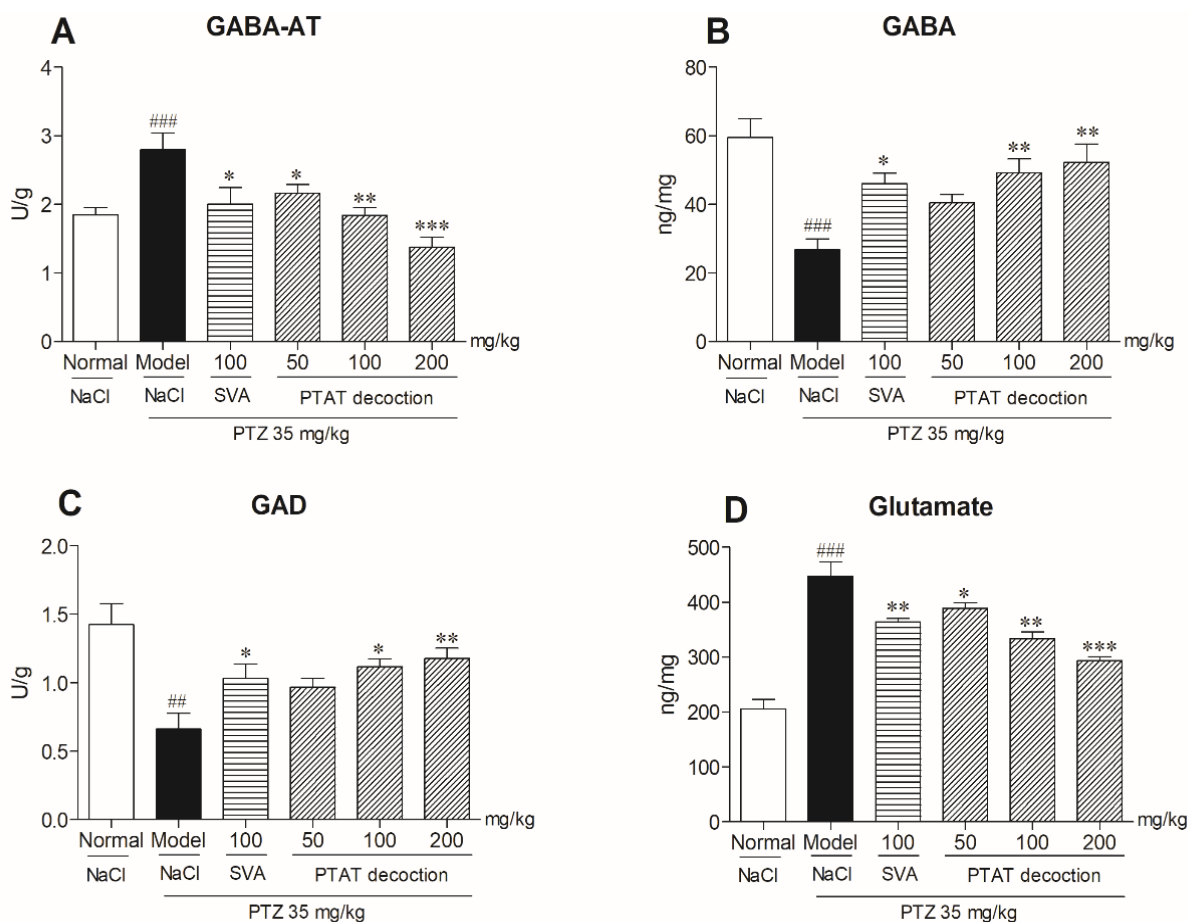 A
GABA-AT
4
3
2
1
0
U/g
###
*
*
**
***
Normal Model 100 50 100 200 mg/kg
NaCl NaCl SVA PTAT decoction
PTZ 35 mg/kg
B
GABA
80
60
40
20
0
ng/mg
###
*
**
**
Normal Model 100 50 100 200 mg/kg
NaCl NaCl SVA PTAT decoction
PTZ 35 mg/kg
C
GAD
2.0
1.5
1.0
0.5
0.0
U/g
##
*
*
**
Normal Model 100 50 100 200 mg/kg
NaCl NaCl SVA PTAT decoction
PTZ 35 mg/kg
D
Glutamate
500
400
300
200
100
0
ng/mg
###
**
*
**
***
Normal Model 100 50 100 200 mg/kg
NaCl NaCl SVA PTAT decoction
PTZ 35 mg/kg